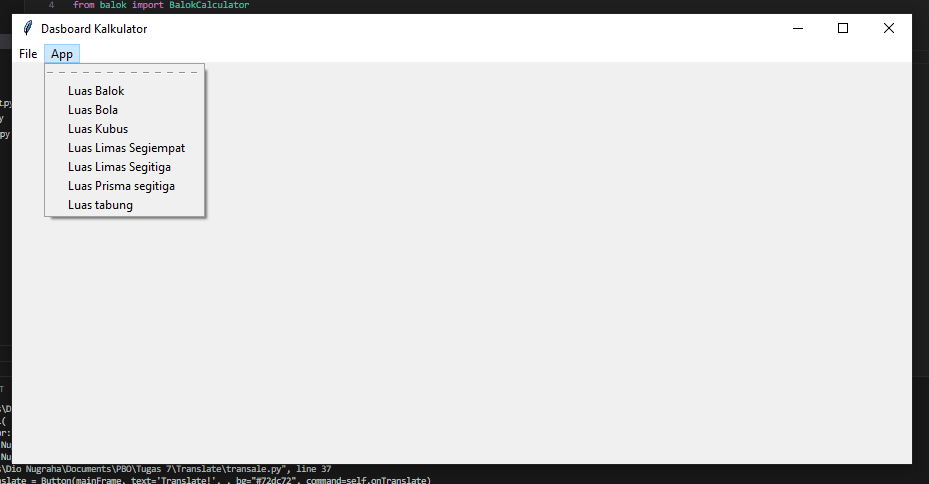 4 from balok import BalokCalculator
Dasboard Kalkulator
File App
Luas Balok
Luas Bola
Luas Kubus
Luas Limas Segiempat
Luas Limas Segitiga
Luas Prisma segitiga
Luas tabung
s\Dio Nugraha\Documents\PBO\Tugas 7\Translate\transale.py", line 37
nslate = Button(mainFrame, text='Translate!', , bg="#72dc72", command=self.onTranslate)